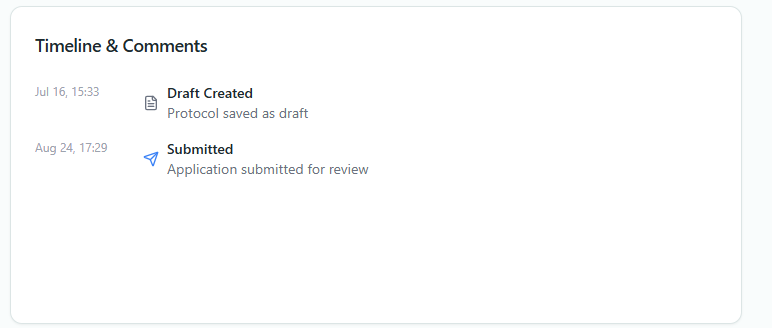 Timeline & Comments
Jul 16, 15:33
Draft Created
Protocol saved as draft
Aug 24, 17:29
Submitted
Application submitted for review